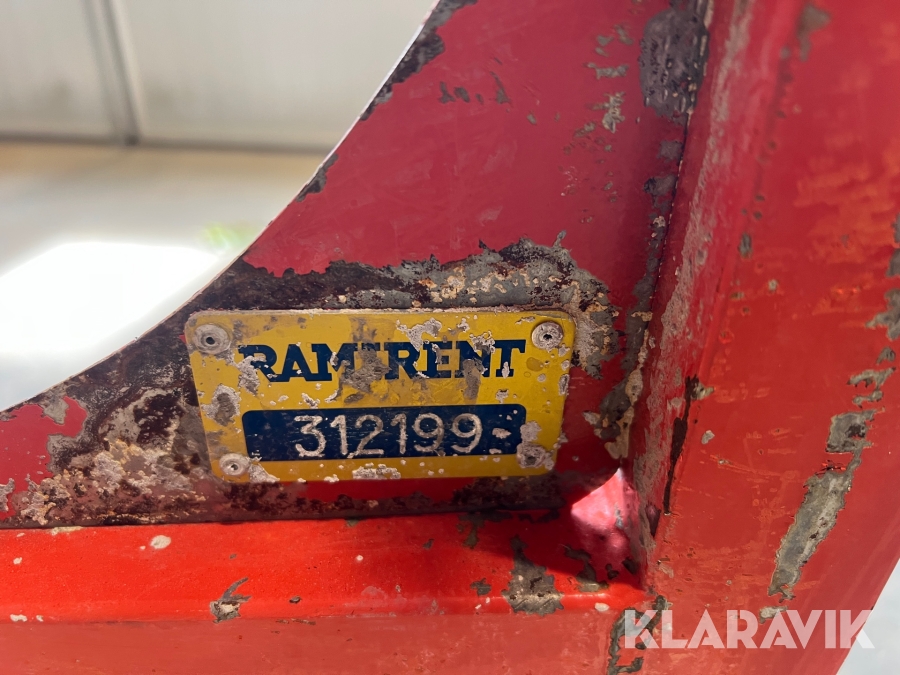 RAMIRENT
312199-
KLARAVIK